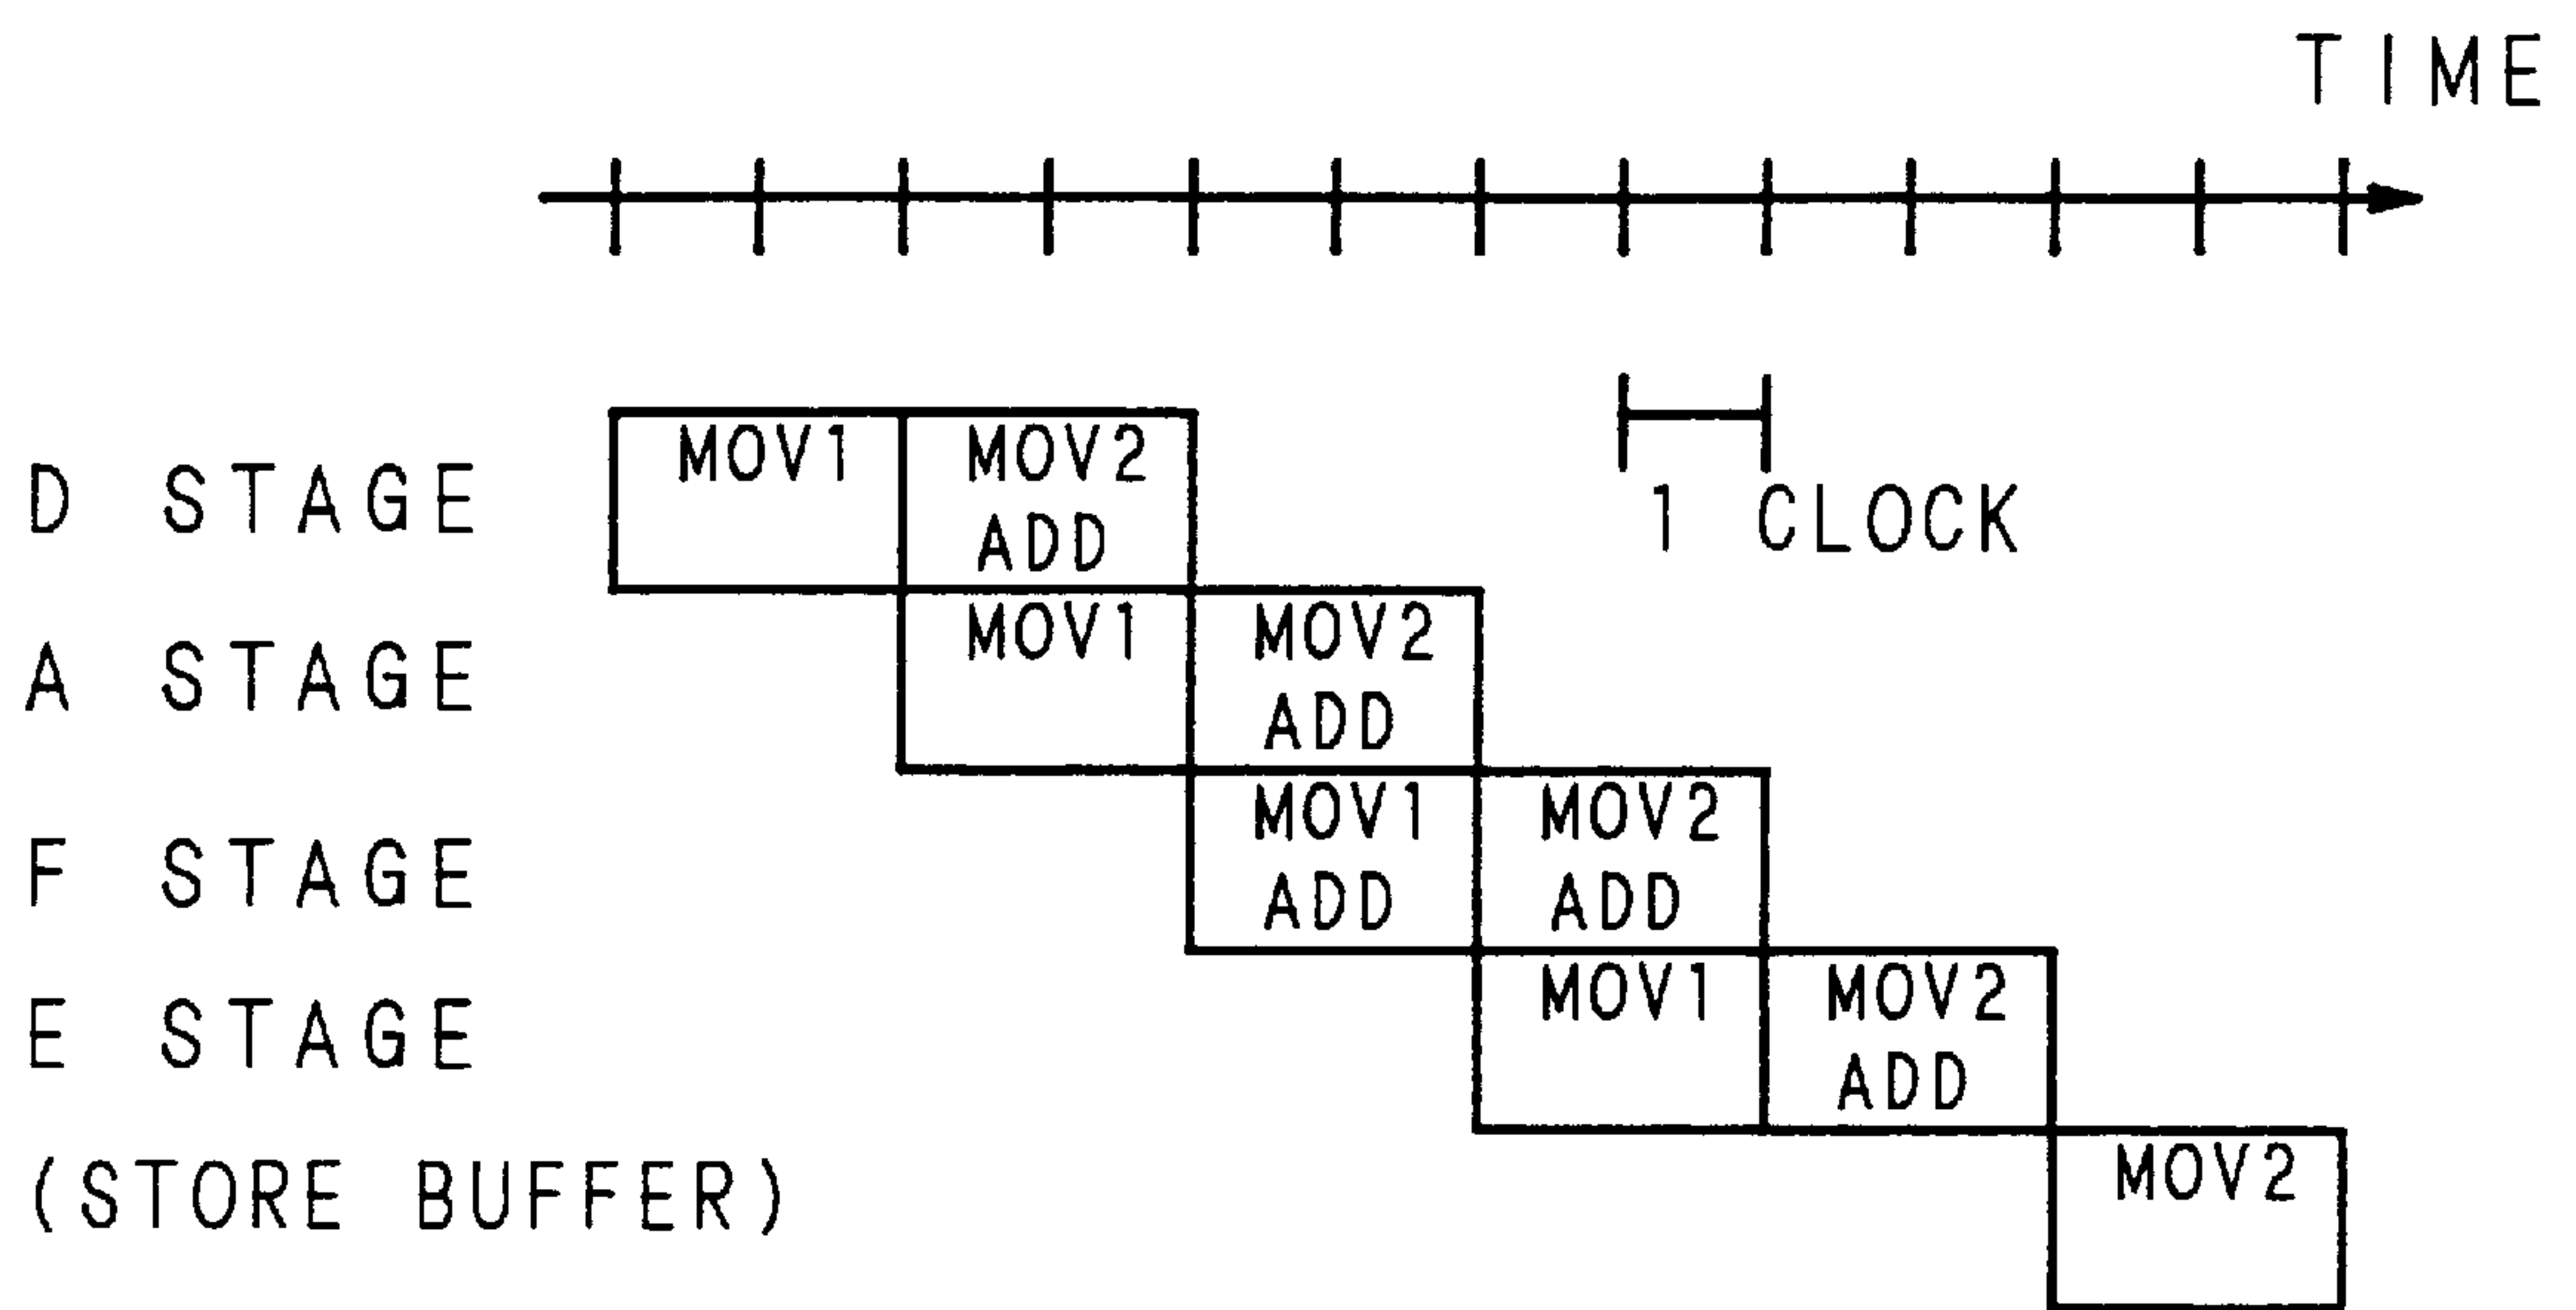 TIME
1 CLOCK
D STAGE
MOV1
MOV2
ADD
A STAGE
MOV1
MOV2
ADD
F STAGE
MOV1
ADD
MOV2
ADD
E STAGE
MOV1
MOV2
ADD
(STORE BUFFER)
MOV2